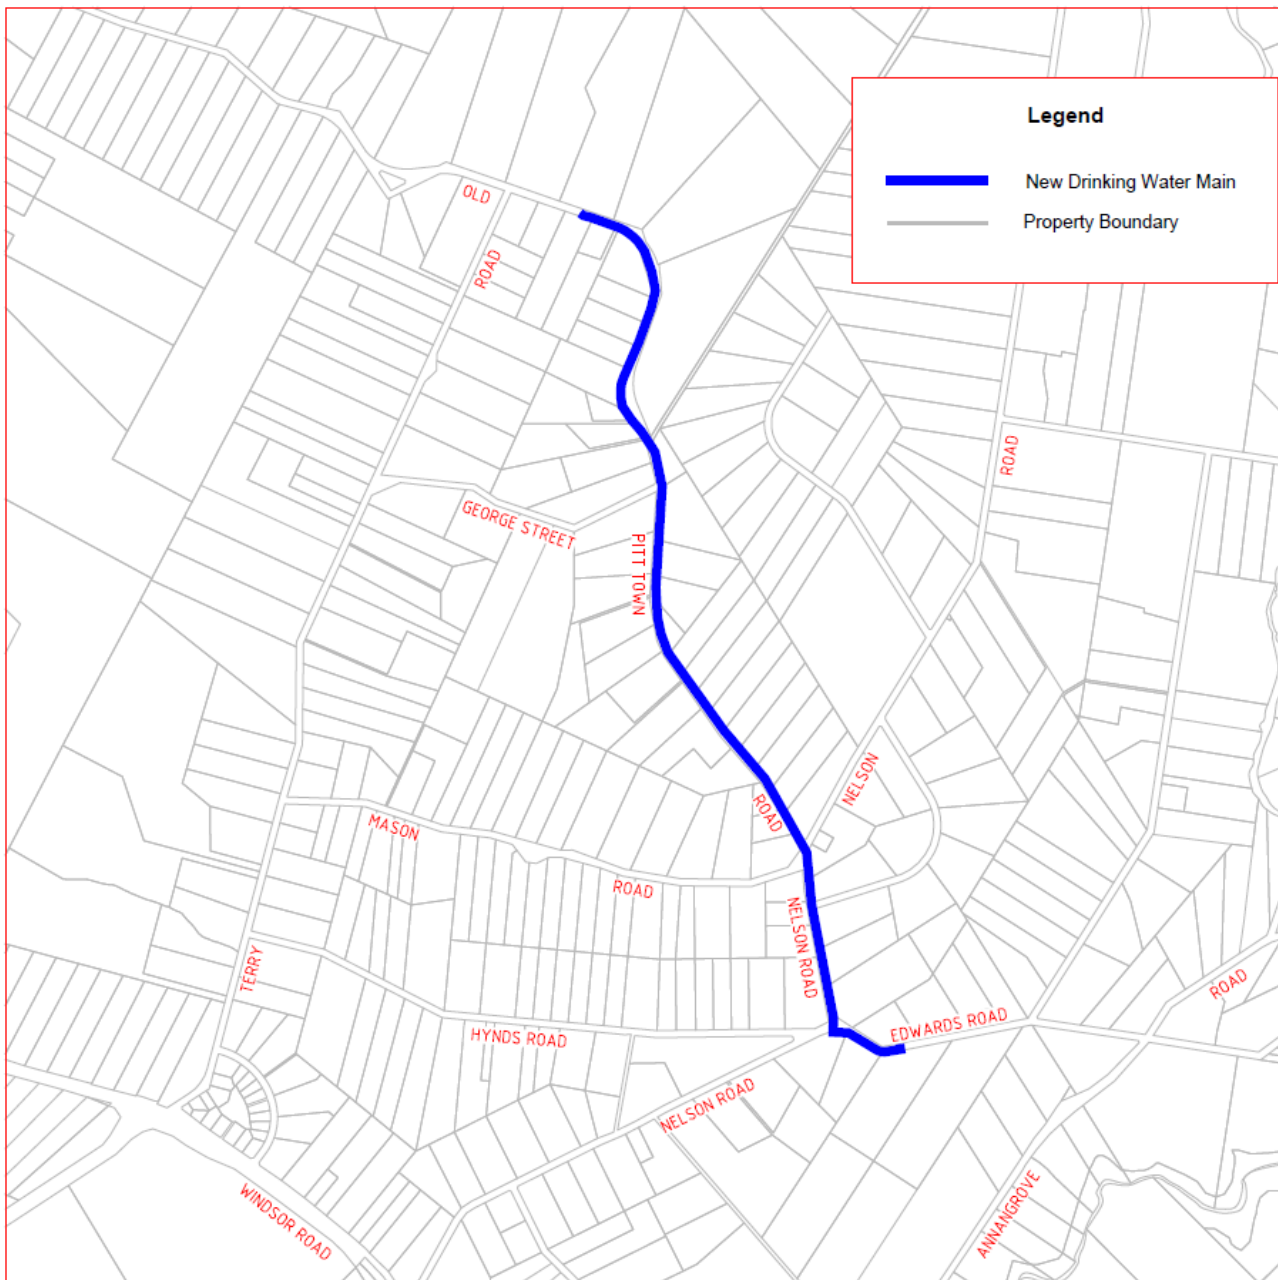 Legend
New Drinking Water Main
Property Boundary
OLD
ROAD
ROAD
GEORGE STREET
PITT TOWN
NELSON
ROAD
MASON
ROAD
NELSON ROAD
TERRY
ROAD
EDWARDS ROAD
HYNDS ROAD
NELSON ROAD
WINDSOR ROAD
ANNANGROVE